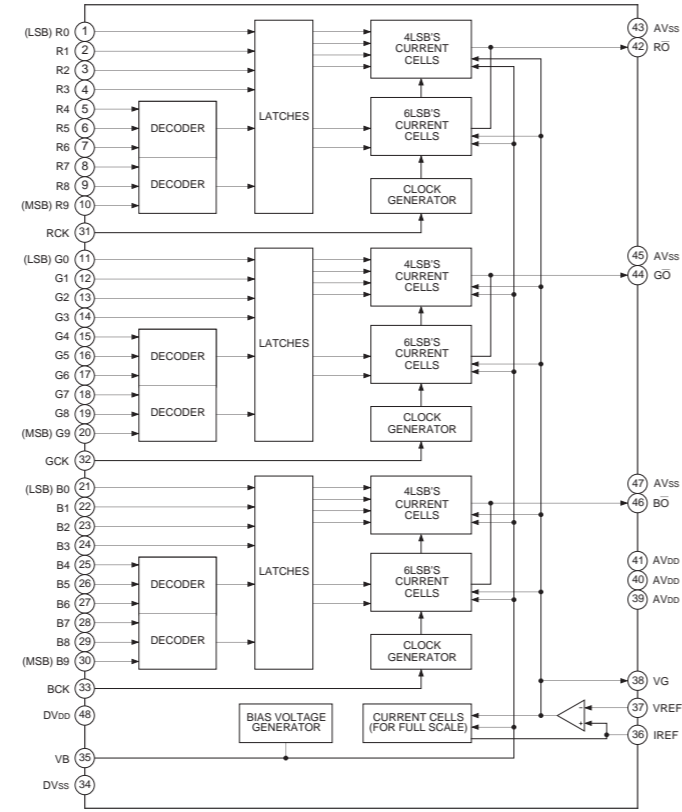 (LSB) R0 1
R1 2
R2 3
R3 4
R4 5
R5 6
R6 7
R7 8
R8 9
(MSB) R9 10
RCK 31
DECODER
DECODER
LATCHES
4LSB'S
CURRENT
CELLS
6LSB'S
CURRENT
CELLS
CLOCK
GENERATOR
43 AVss
42 RO
(LSB) G0 11
G1 12
G2 13
G3 14
G4 15
G5 16
G6 17
G7 18
G8 19
(MSB) G9 20
GCK 32
DECODER
DECODER
LATCHES
4LSB'S
CURRENT
CELLS
6LSB'S
CURRENT
CELLS
CLOCK
GENERATOR
45 AVss
44 GO
(LSB) B0 21
B1 22
B2 23
B3 24
B4 25
B5 26
B6 27
B7 28
B8 29
(MSB) B9 30
BCK 33
DECODER
DECODER
LATCHES
4LSB'S
CURRENT
CELLS
6LSB'S
CURRENT
CELLS
CLOCK
GENERATOR
47 AVss
46 BO
41 AVDD
40 AVDD
39 AVDD
38 VG
37 VREF
36 IREF
DVDD 48
VB 35
DVss 34
BIAS VOLTAGE
GENERATOR
CURRENT CELLS
(FOR FULL SCALE)
−
+